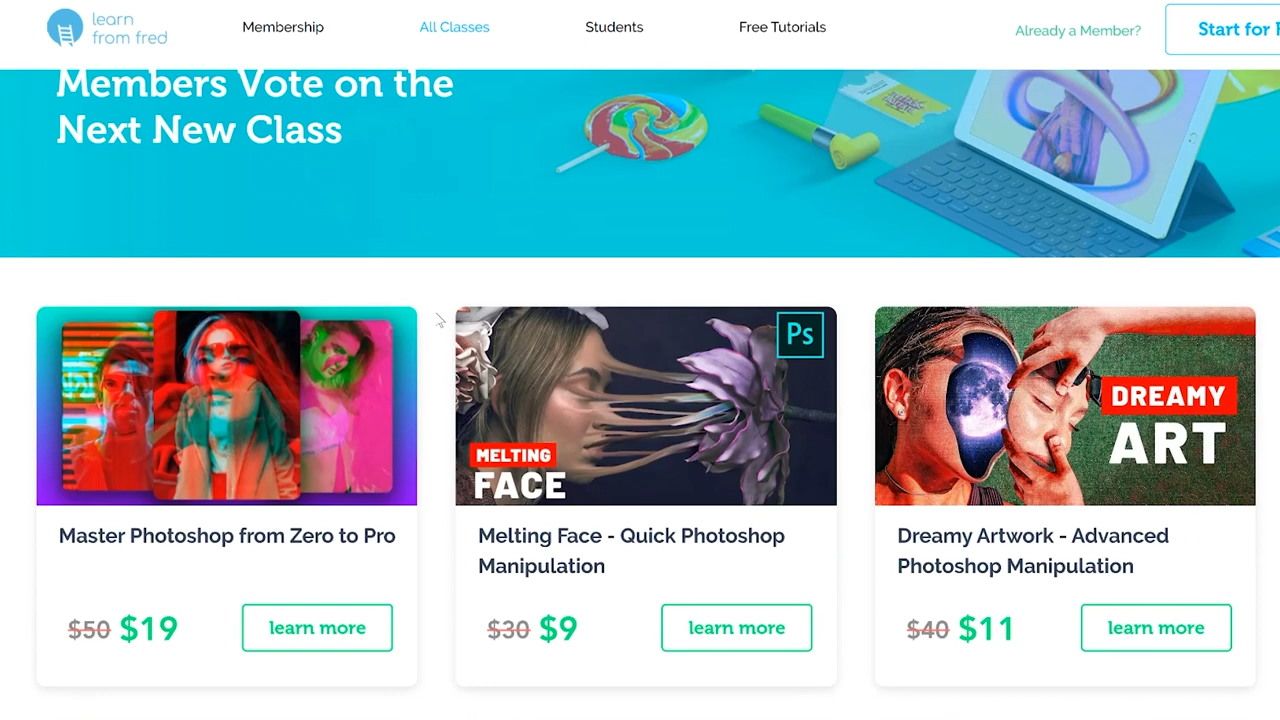 learn
from fred
Membership
All Classes
Students
Free Tutorials
Already a Member?
Start for
Members Vote on the
Next New Class
Ps
MELTING
FACE
DREAMY
ART
Master Photoshop from Zero to Pro
$50 $19
learn more
Melting Face - Quick Photoshop
Manipulation
$30 $9
learn more
Dreamy Artwork - Advanced
Photoshop Manipulation
$40 $11
learn more